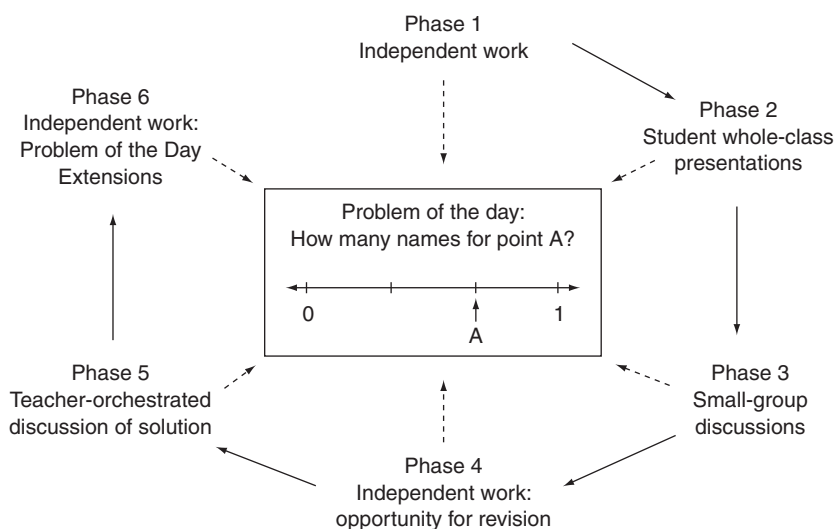 Phase 1
Independent work
Phase 2
Student whole-class
presentations
Phase 3
Small-group
discussions
Phase 4
Independent work:
opportunity for revision
Phase 5
Teacher-orchestrated
discussion of solution
Phase 6
Independent work:
Problem of the Day
Extensions
Problem of the day:
How many names for point A?
0 1
A